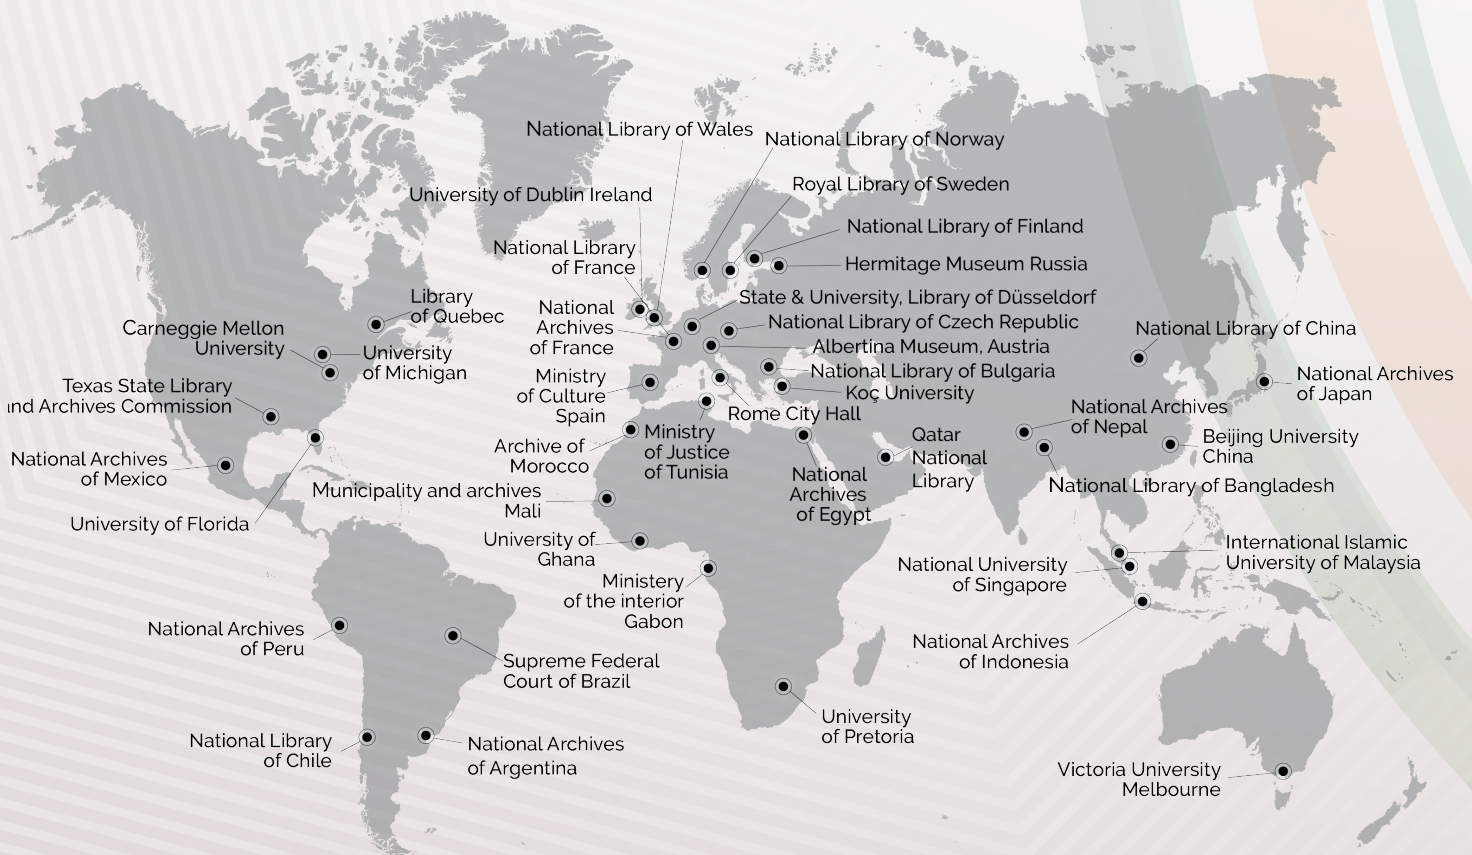 National Library of Wales
National Library of Norway
Royal Library of Sweden
University of Dublin Ireland
National Library of Finland
National Library
of France
Hermitage Museum Russia
Library
of Quebec
National
Archives
of France
State & University, Library of Düsseldorf
National Library of Czech Republic
Albertina Museum, Austria
National Library of Bulgaria
Koç University
Rome City Hall
Carneggie Mellon
University
University
of Michigan
Texas State Library
nd Archives Commission
Ministry
of Culture
Spain
National Library of China
National Archives
of Japan
National Archives
of Nepal
Beijing University
China
National Library of Bangladesh
National Archives
of Mexico
University of Florida
Archive of
Morocco
Ministry
of Justice
of Tunisia
National
Archives
of Egypt
Qatar
National
Library
Municipality and archives
Mali
University of
Ghana
Ministery
of the interior
Gabon
National University
of Singapore
International Islamic
University of Malaysia
National Archives
of Indonesia
National Archives
of Peru
Supreme Federal
Court of Brazil
National Library
of Chile
National Archives
of Argentina
University
of Pretoria
Victoria University
Melbourne